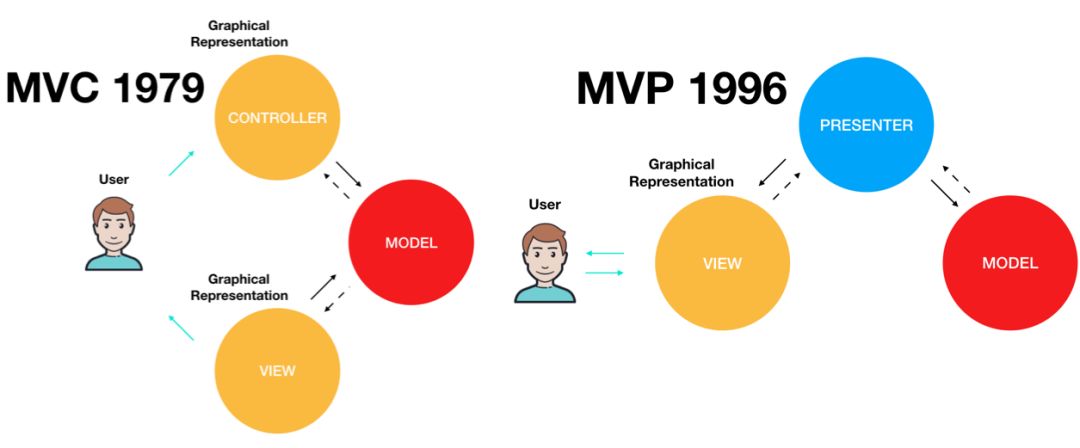 Graphical
Representation
MVC 1979
CONTROLLER
User
MODEL
Graphical
Representation
VIEW
MVP 1996
PRESENTER
Graphical
Representation
User
VIEW
MODEL